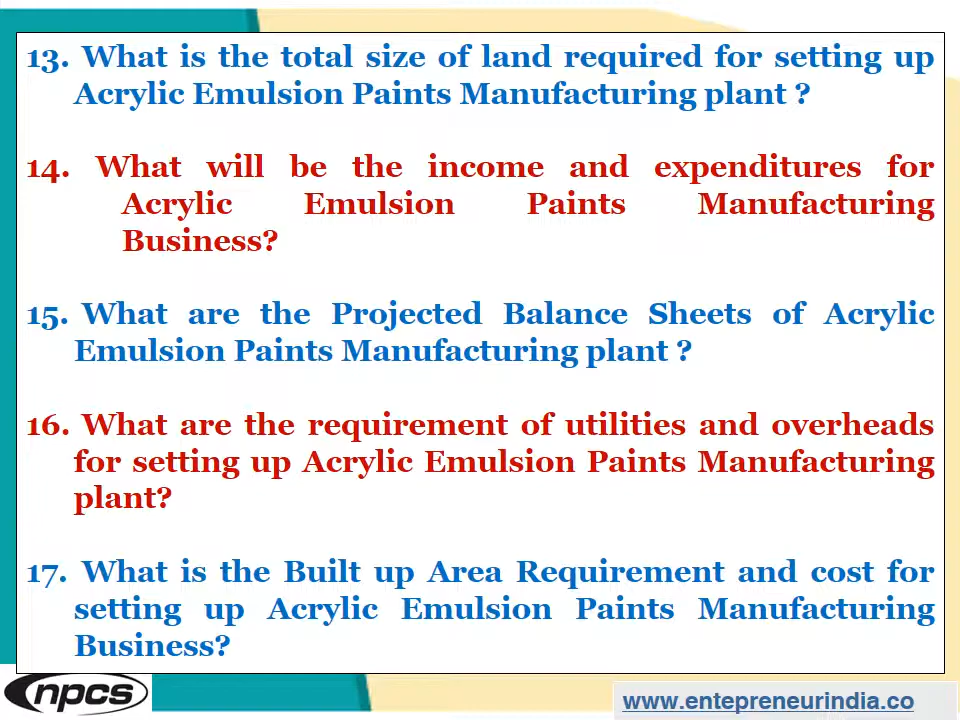 13. What is the total size of land required for setting up
Acrylic Emulsion Paints Manufacturing plant ?
14. What will be the income and expenditures for
Acrylic Emulsion Paints Manufacturing
Business?
15. What are the Projected Balance Sheets of Acrylic
Emulsion Paints Manufacturing plant ?
16. What are the requirement of utilities and overheads
for setting up Acrylic Emulsion Paints Manufacturing
plant?
17. What is the Built up Area Requirement and cost for
setting up Acrylic Emulsion Paints Manufacturing
Business?
npcs
www.entepreneurindia.co